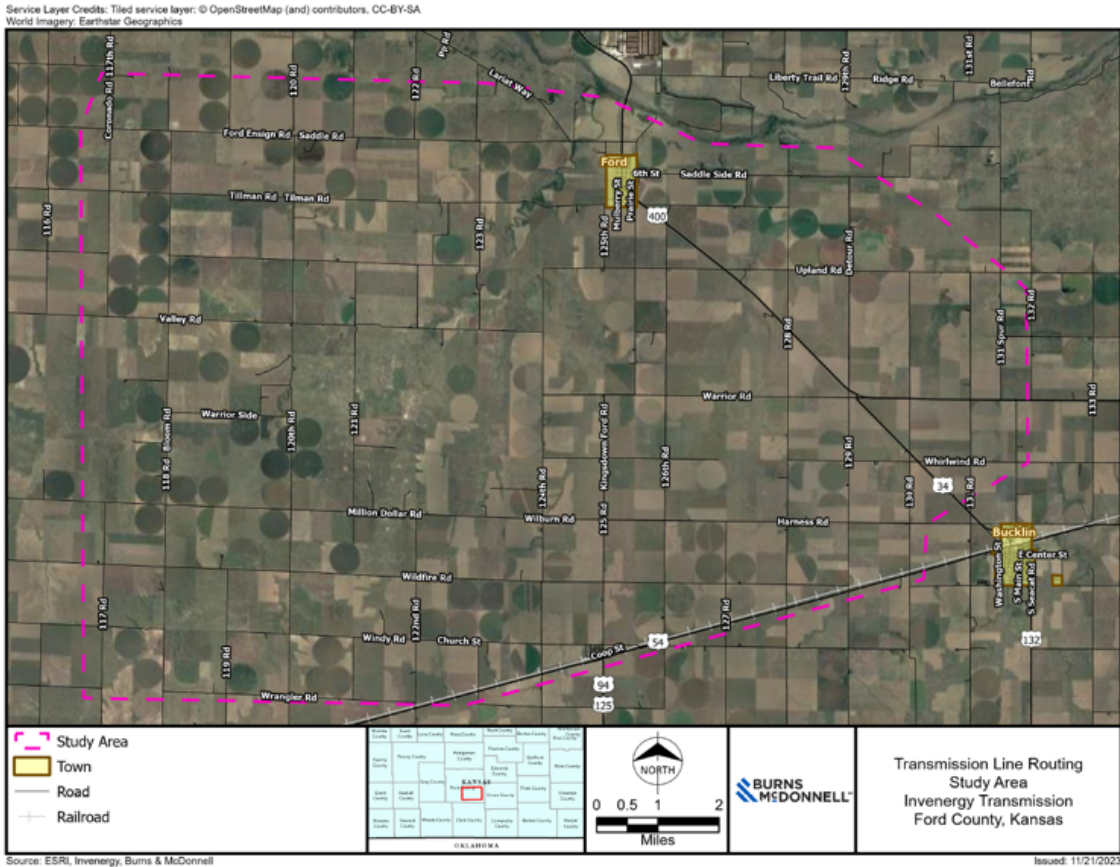 Service Layer Credits: Tiled service layer: © OpenStreetMap (and) contributors, CC-BY-SA
World Imagery: Earthstar Geographics
117th Rd
Coronado Rd
120 Rd
122 Rd
Pp Rd
Lariat Way
Liberty Trail Rd
129th Rd
Ridge Rd
131st Rd
Bellefont Rd
Ford Ensign Rd
Saddle Rd
Ford
6th St
Saddle Side Rd
Mulberry St
Prairie St
Tillman Rd
Tilman Rd
116 Rd
123 Rd
125th Rd
400
Detour Rd
Upland Rd
132 Rd
Valley Rd
128 Rd
131 Spur Rd
Warrior Rd
133 Rd
Warrior Side
120th Rd
121 Rd
118 Rd
Bloom Rd
Kingsdown Ford Rd
126th Rd
129 Rd
Whirlwind Rd
124th Rd
130 Rd
34
131 Rd
Million Dollar Rd
Wilburn Rd
125 Rd
Harness Rd
Bucklin
E Center St
Washington St
S Main St
S Seacat Rd
Wildfire Rd
117 Rd
122nd Rd
127 Rd
119 Rd
Windy Rd
Church St
Coop St
54
132
Wrangler Rd
94
125
Study Area
Town
Road
Railroad
KANSAS
OKLAHOMA
NORTH
0 0.5 1 2
Miles
BURNS
McDONNELL
Transmission Line Routing
Study Area
Invenergy Transmission
Ford County, Kansas
Source: ESRI, Invenergy, Burns & McDonnell
Issued: 11/21/2023